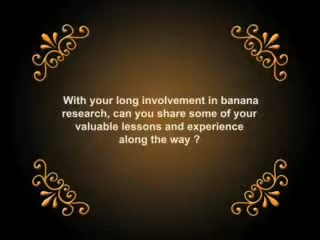 With your long involvement in banana
research, can you share some of your
valuable lessons and experience
along the way ?